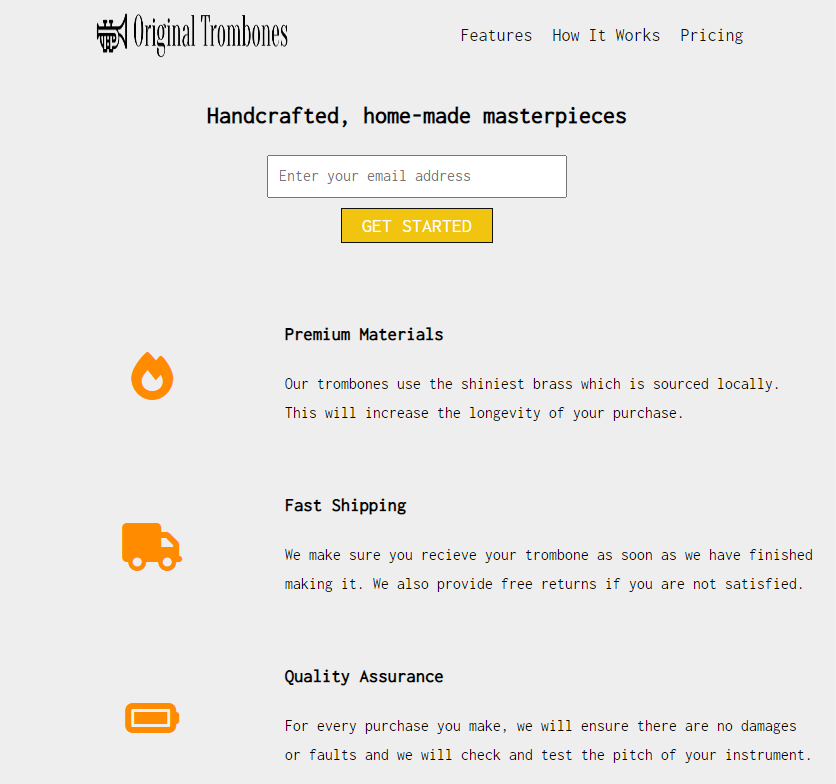 Original Trombones
Features How It Works Pricing
Handcrafted, home-made masterpieces
Enter your email address
GET STARTED
Premium Materials
Our trombones use the shiniest brass which is sourced locally.
This will increase the longevity of your purchase.
Fast Shipping
We make sure you recieve your trombone as soon as we have finished
making it. We also provide free returns if you are not satisfied.
Quality Assurance
For every purchase you make, we will ensure there are no damages
or faults and we will check and test the pitch of your instrument.